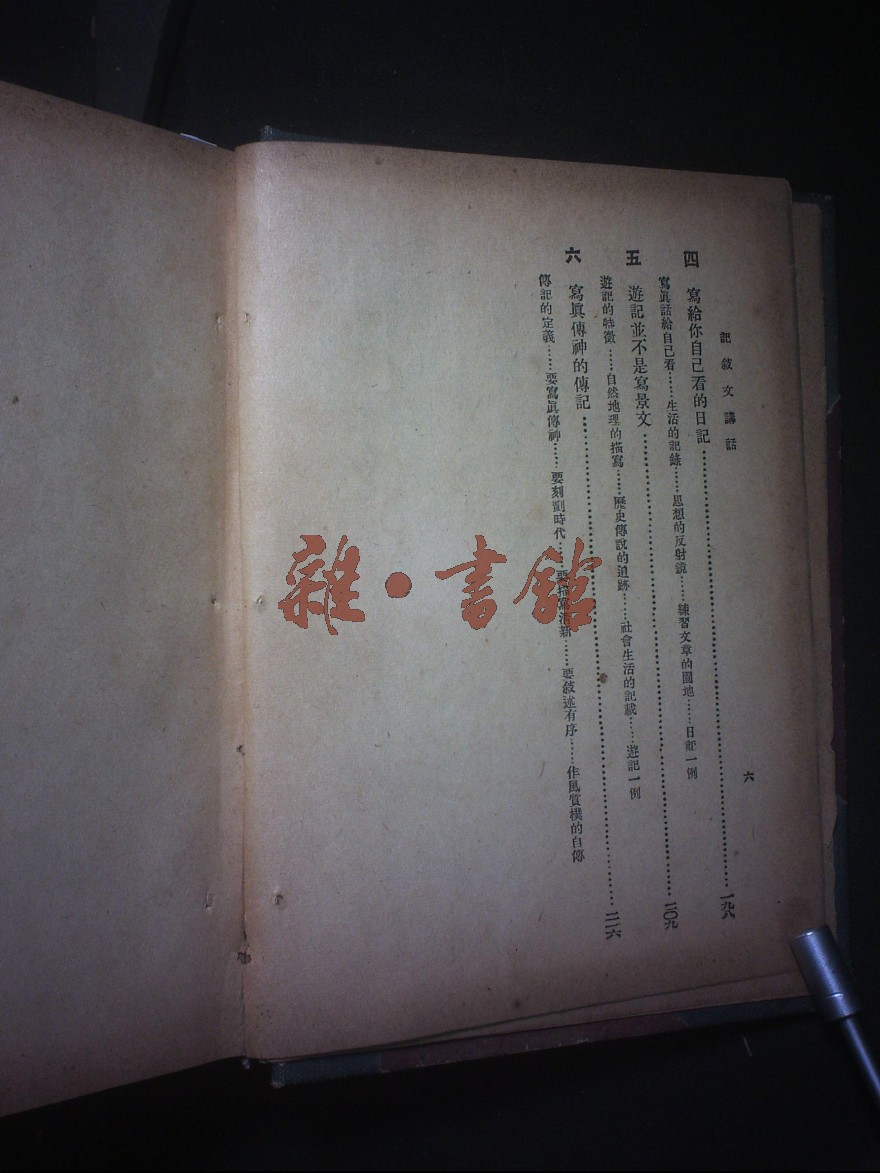 記敘文講話
六
四 寫給你自己看的日記……一九八
寫眞話給自己看……生活的記錄……思想的反射鏡……練習文章的園地……日記一例
五 遊記並不是寫景文……二〇九
遊記的特徵……自然地理的描寫……歷史傳說的追跡……社會生活的記載……遊記一例
六 寫眞傳神的傳記……二一六
傳記的定義……要寫眞傳神……要刻劃時代……要描寫清新……要敘述有序……作風質樸的自傳
雜·書館